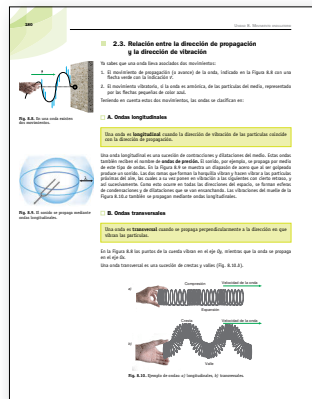 180
UNIDAD 8. MOVIMIENTO ONDULATORIO
2.3. Relación entre la dirección de propagación
y la dirección de vibración
Ya sabes que una onda lleva asociados dos movimientos:
1. El movimiento de propagación (o avance) de la onda, indicado en la Figura 8.8 con una
flecha verde con la indicación v.
2. El movimiento vibratorio, si la onda es armónica, de las partículas del medio, representado
por las flechas pequeñas de color azul.
Teniendo en cuenta estos dos movimientos, las ondas se clasifican en:
Fig. 8.8. En una onda existen
dos movimientos.
A. Ondas longitudinales
Una onda es longitudinal cuando la dirección de vibración de las partículas coincide
con la dirección de propagación.
Una onda longitudinal es una sucesión de contracciones y dilataciones del medio. Estas ondas
también reciben el nombre de ondas de presión. El sonido, por ejemplo, se propaga por medio
de este tipo de ondas. En la Figura 8.9 se muestra un diapasón de acero que al ser golpeado
produce un sonido. Las dos ramas que forman la horquilla vibran y hacen vibrar a las partículas
próximas del aire, las cuales a su vez ponen en vibración a las siguientes con cierto retraso, y
así sucesivamente. Como esto ocurre en todas las direcciones del espacio, se forman esferas
de condensaciones y de dilataciones que se van ensanchando. Las vibraciones del muelle de la
Figura 8.10.a también se propagan mediante ondas longitudinales.
Fig. 8.9. El sonido se propaga mediante
ondas longitudinales.
B. Ondas transversales
Una onda es transversal cuando se propaga perpendicularmente a la dirección en que
vibran las partículas.
En la Figura 8.8 los puntos de la cuerda vibran en el eje Oy, mientras que la onda se propaga
en el eje Ox.
Una onda transversal es una sucesión de crestas y valles (Fig. 8.10.b).
a)
Compresión
Velocidad de la onda
Expansión
b)
Cresta
Velocidad de la onda
Valle
Fig. 8.10. Ejemplo de ondas: a) longitudinales, b) transversales.